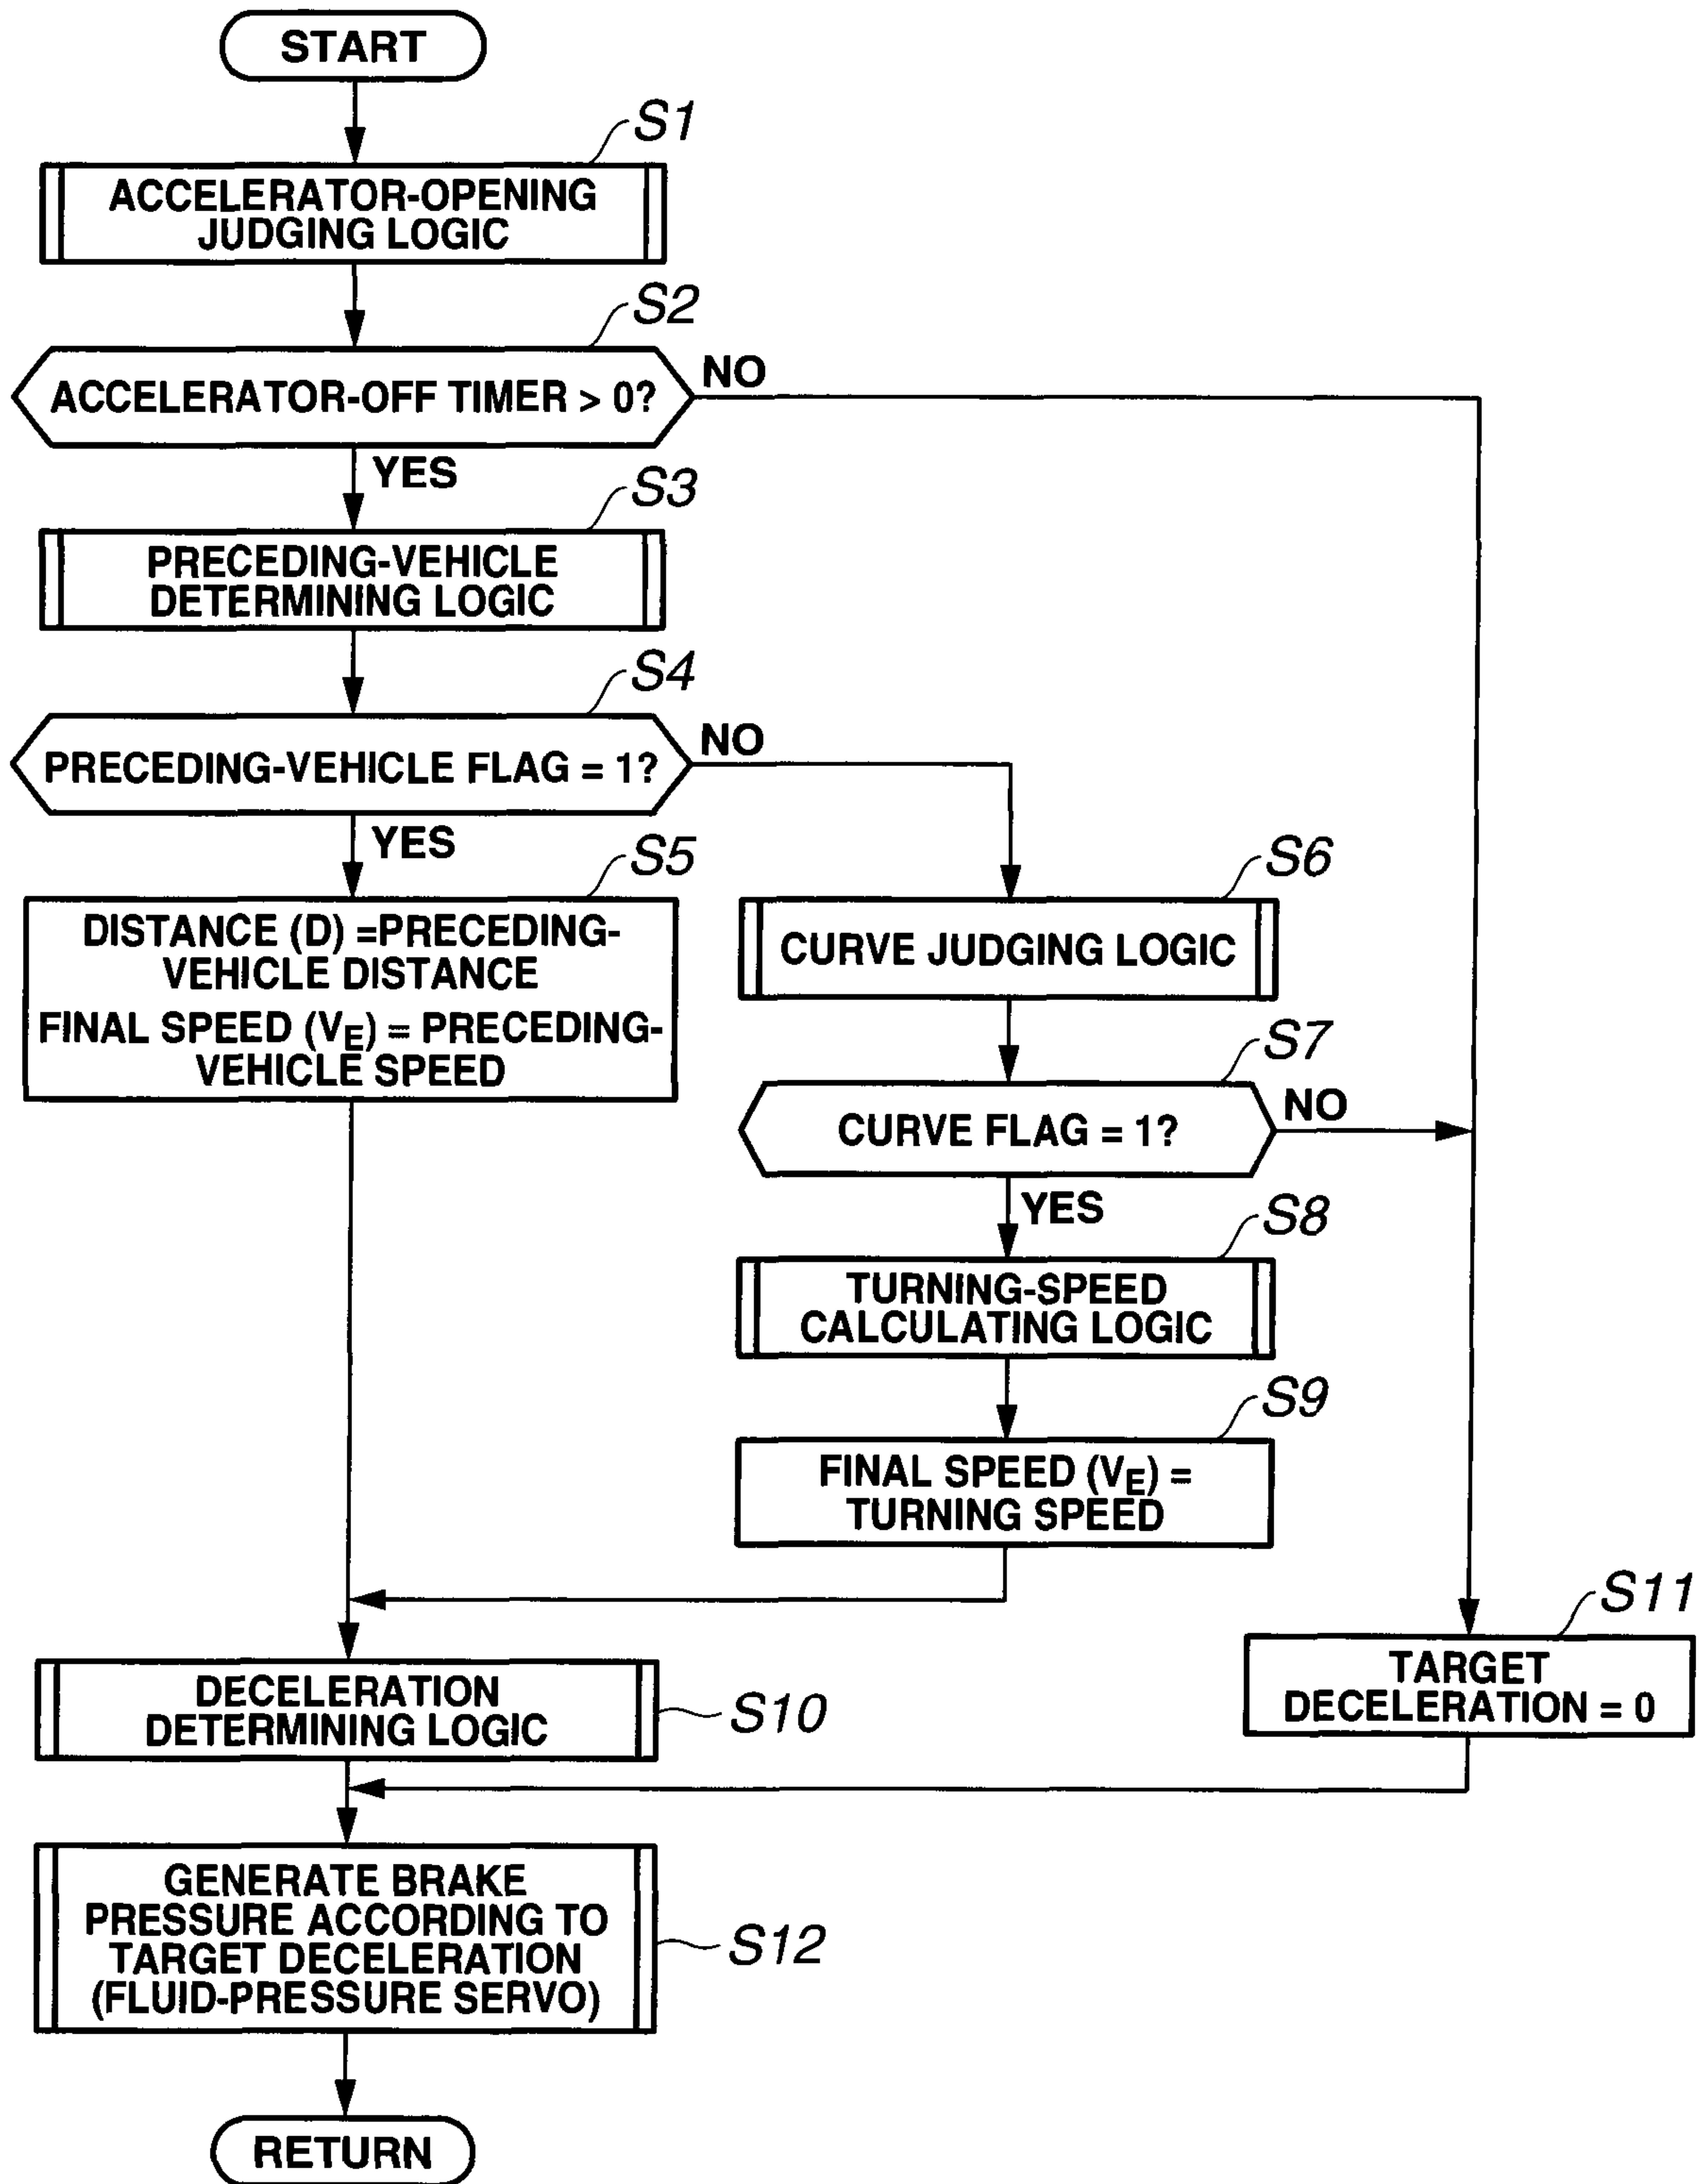 START
S1
ACCELERATOR-OPENING
JUDGING LOGIC
S2
ACCELERATOR-OFF TIMER > 0?
NO
YES
S3
PRECEDING-VEHICLE
DETERMINING LOGIC
S4
PRECEDING-VEHICLE FLAG = 1?
NO
YES
S5
DISTANCE (D) =PRECEDING-
VEHICLE DISTANCE
FINAL SPEED (VE) = PRECEDING-
VEHICLE SPEED
S6
CURVE JUDGING LOGIC
S7
CURVE FLAG = 1?
NO
YES
S8
TURNING-SPEED
CALCULATING LOGIC
S9
FINAL SPEED (VE) =
TURNING SPEED
S11
TARGET
DECELERATION = 0
DECELERATION
DETERMINING LOGIC
S10
GENERATE BRAKE
PRESSURE ACCORDING TO
TARGET DECELERATION
(FLUID-PRESSURE SERVO)
S12
RETURN